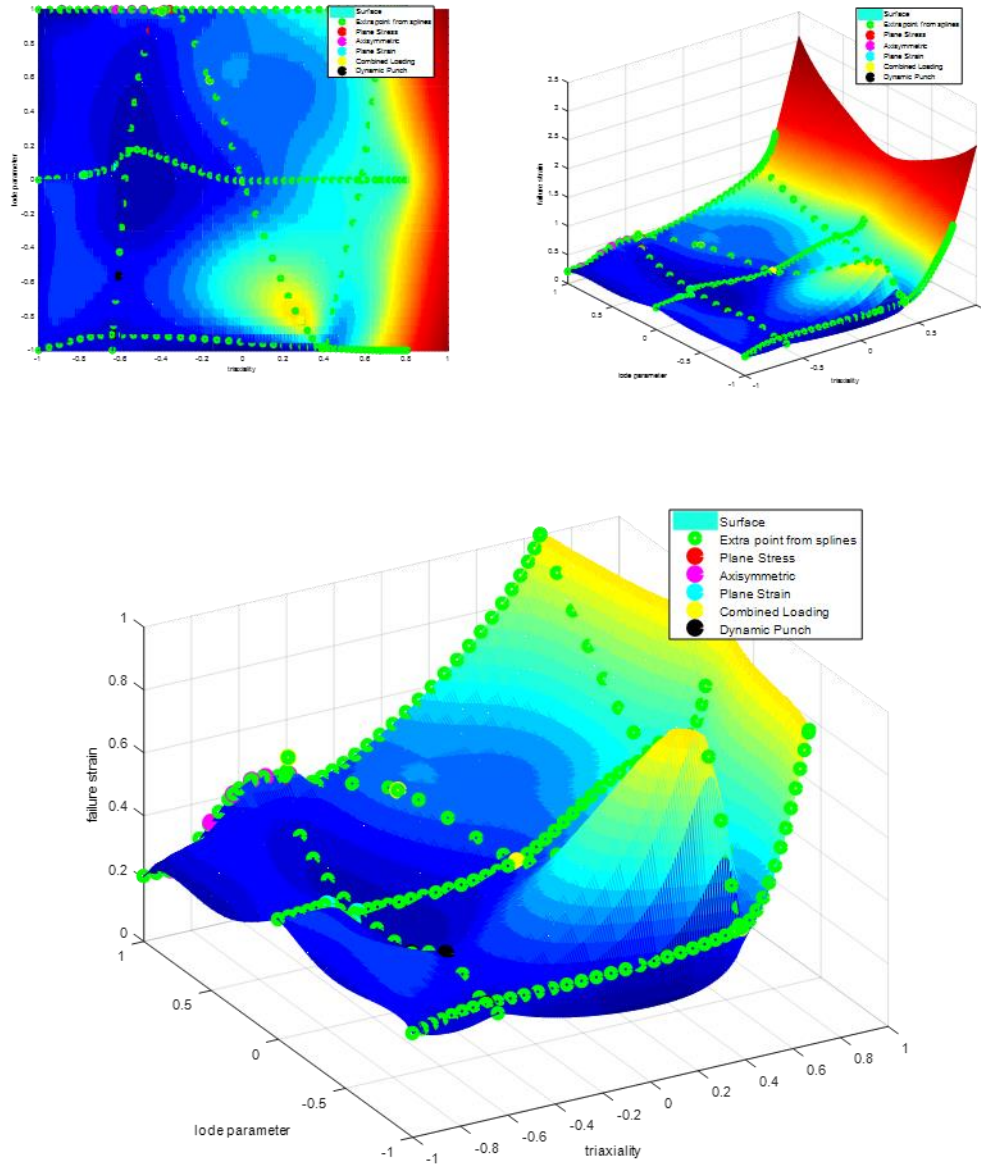 Surface
Extra point from splines
Plane Stress
Axisymmetric
Plane Strain
Combined Loading
Dynamic Punch
1
0.8
0.6
0.4
0.2
0
-0.2
-0.4
-0.6
-0.8
-1
lode parameter
-1 -0.8 -0.6 -0.4 -0.2 0 0.2 0.4 0.6 0.8 1
triaxiality
Surface
Extra point from splines
Plane Stress
Axisymmetric
Plane Strain
Combined Loading
Dynamic Punch
3.5
3
2.5
2
1.5
1
0.5
0
failure strain
1
0.5
0
-0.5
-1
lode parameter
-1
-0.5
0
0.5
triaxiality
Surface
Extra point from splines
Plane Stress
Axisymmetric
Plane Strain
Combined Loading
Dynamic Punch
1
0.8
0.6
0.4
0.2
0
failure strain
1
0.5
0
-0.5
-1
lode parameter
-1
-0.8
-0.6
-0.4
-0.2
0
0.2
0.4
0.6
0.8
1
triaxiality